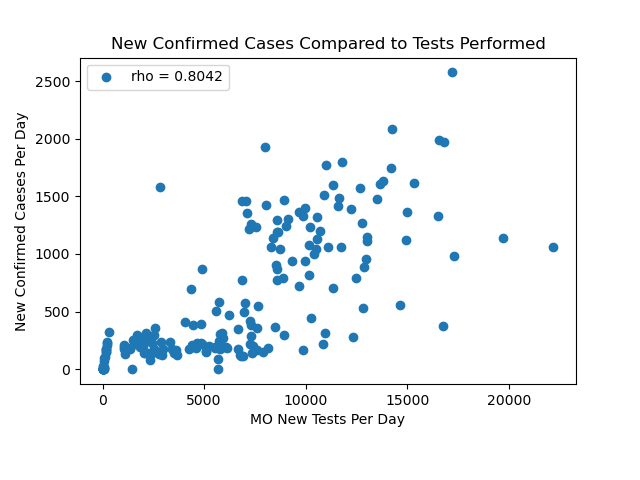 New Confirmed Cases Compared to Tests Performed
rho = 0.8042
New Confirmed Caeses Per Day
2500
2000
1500
1000
500
0
0 5000 10000 15000 20000
MO New Tests Per Day